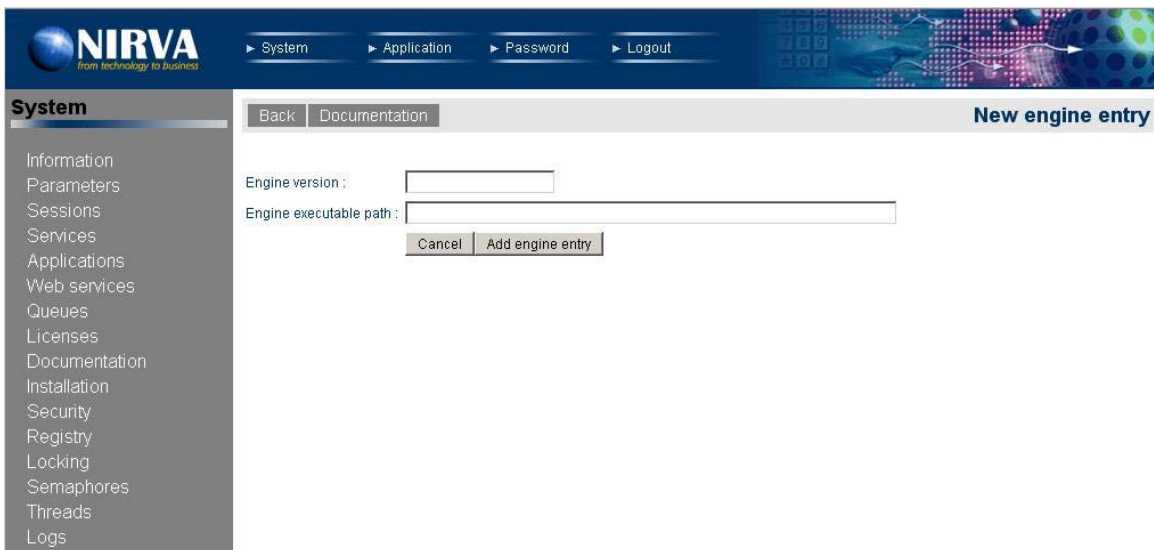 NIRVA
from technology to business
System
Application
Password
Logout
System
Back
Documentation
New engine entry
Information
Parameters
Sessions
Services
Applications
Web services
Queues
Licenses
Documentation
Installation
Security
Registry
Locking
Semaphores
Threads
Logs
Engine version :
Engine executable path :
Cancel
Add engine entry